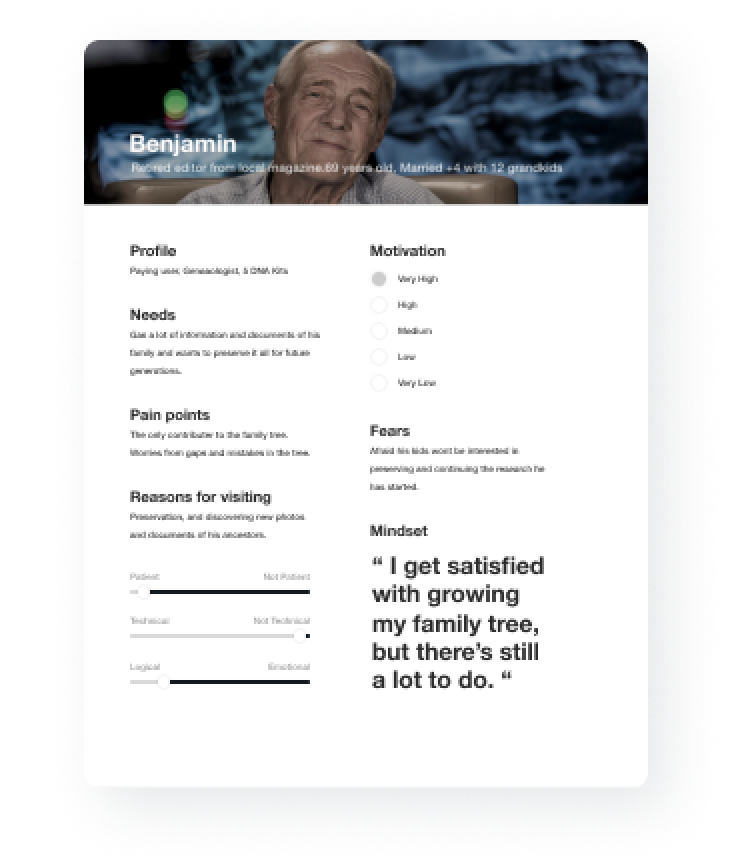 Benjamin
Retired editor from local magazine.69 years old, Married +4 with 12 grandkids
Profile
Paying user, Geneaologist, & DNA Kits
Needs
Gas a lot of information and documents of his
family and wants to preserve it all for future
generations.
Pain points
The only contributer to the family tree.
Worries from gaps and mistakes in the tree.
Reasons for visiting
Preservation, and discovering new photos
and documents of his ancestors.
Patient Not Patient
Technical Not Technical
Logical Emotional
Motivation
Very High
High
Medium
Low
Very Low
Fears
Afraid his kids wont be interested in
preserving and continuing the research he
has started.
Mindset
“ I get satisfied
with growing
my family tree,
but there’s still
a lot to do. “